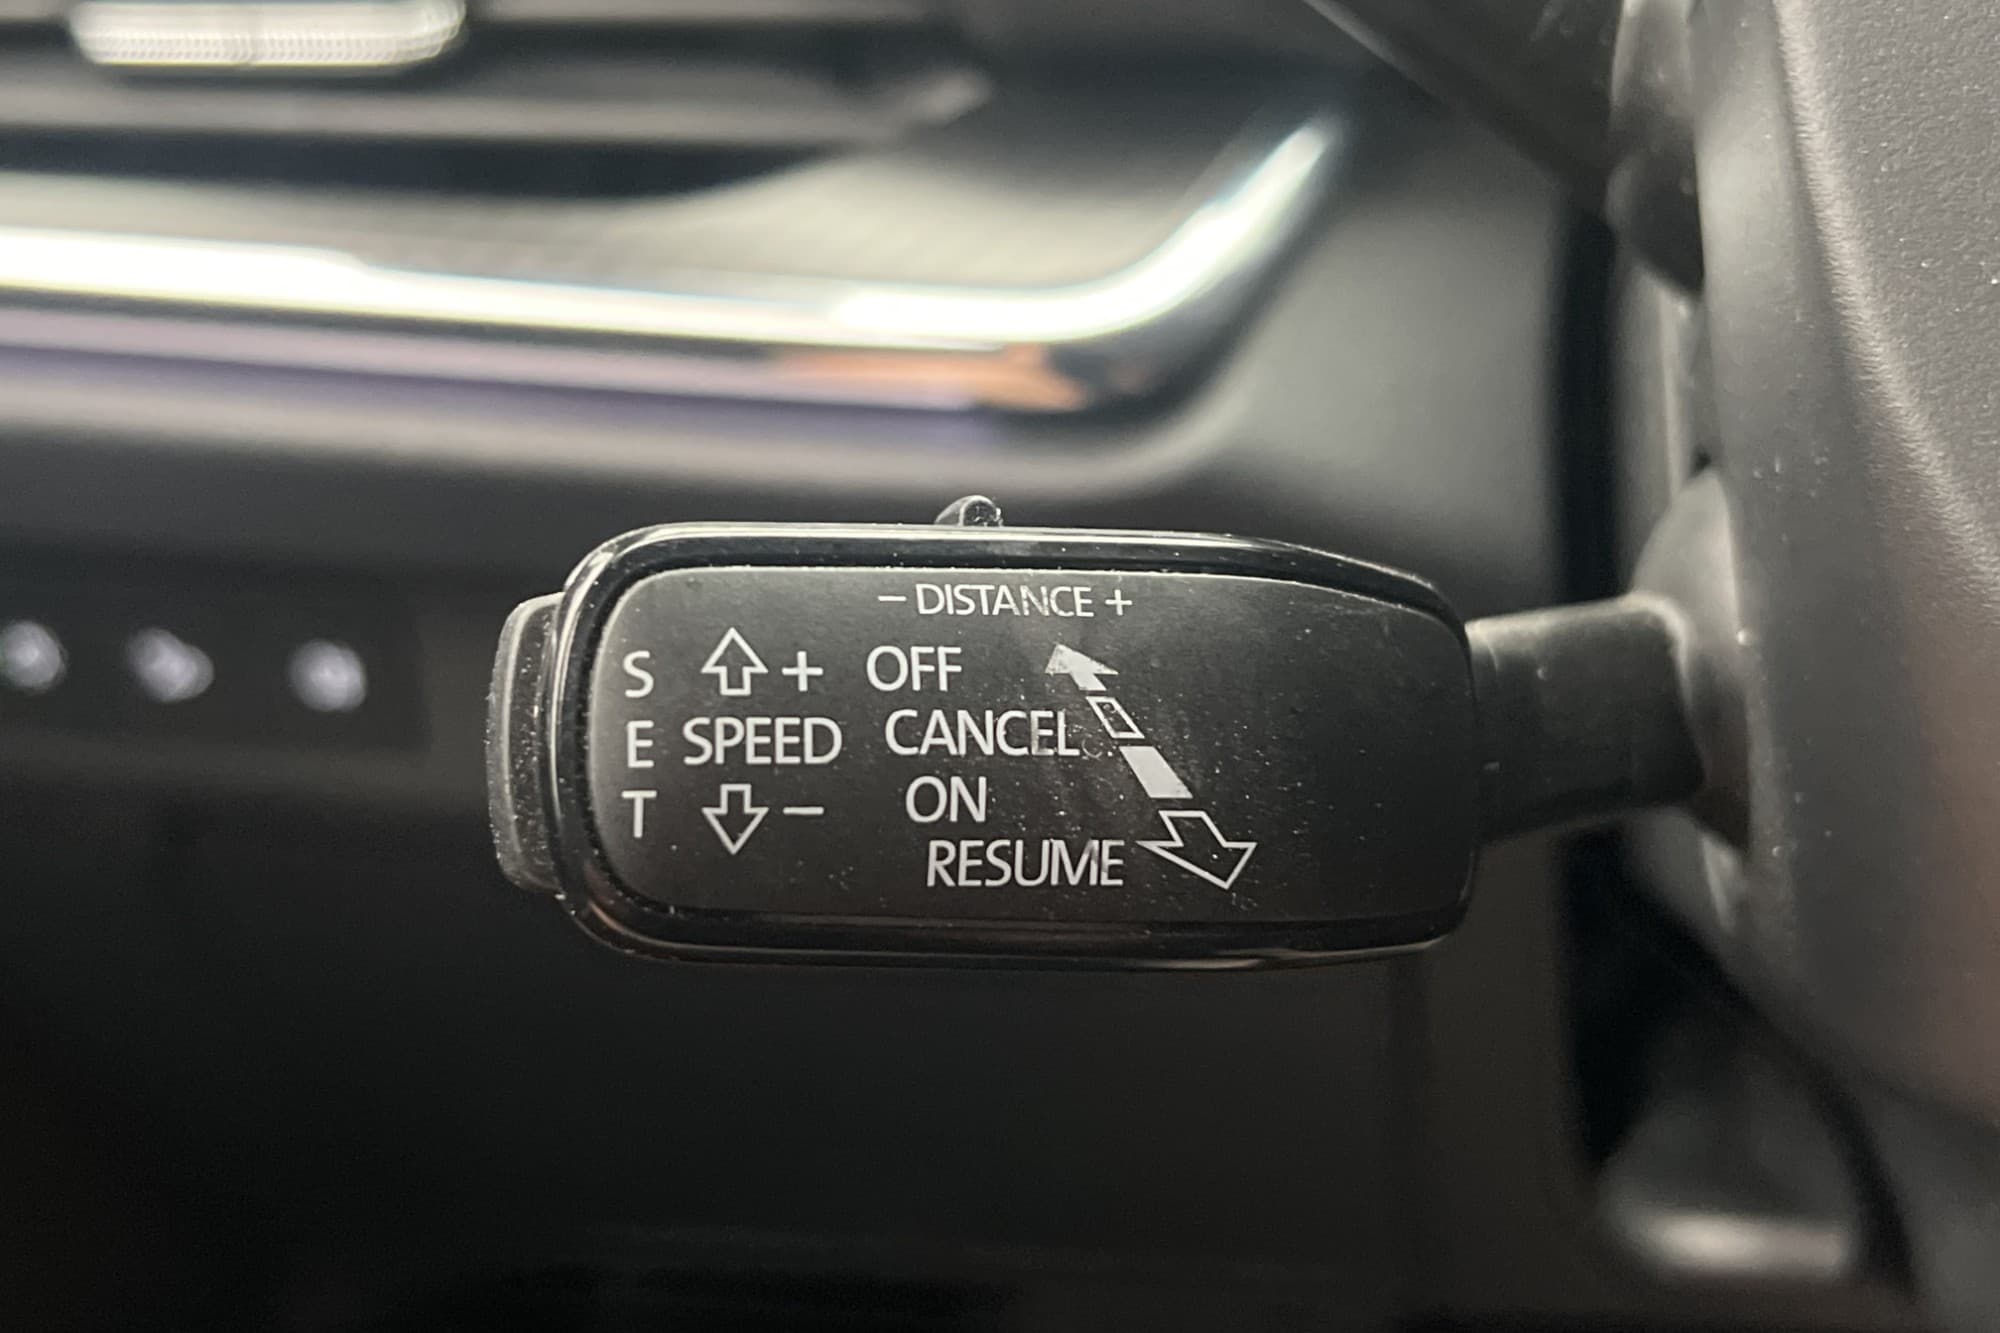 – DISTANCE +
S + OFF
E SPEED CANCEL
T – ON
RESUME